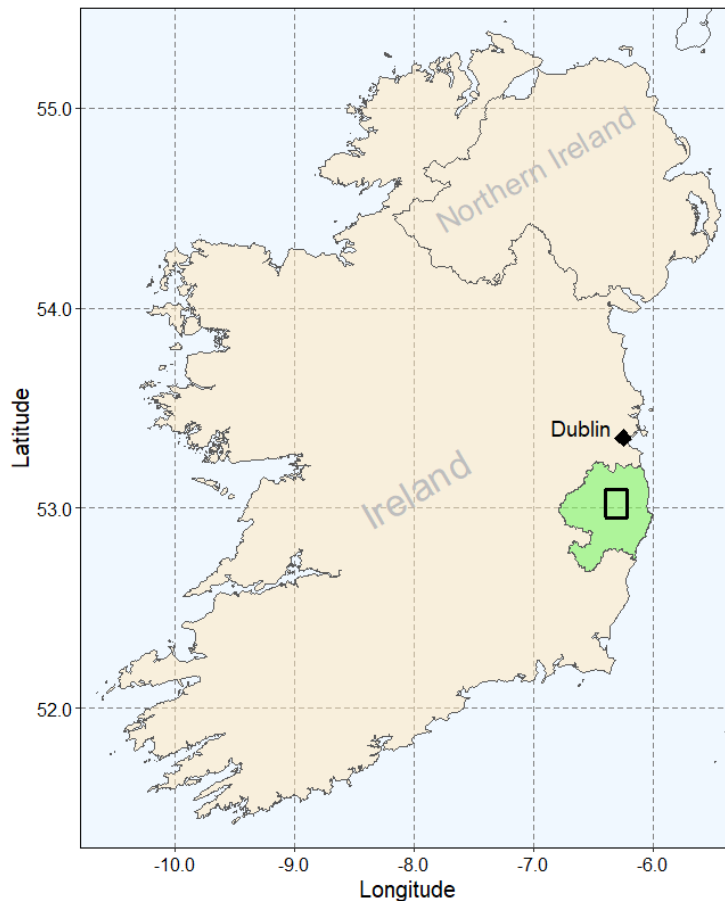 55.0
Northern Ireland
54.0
Latitude
Dublin
Ireland
53.0
52.0
-10.0 -9.0 -8.0 -7.0 -6.0
Longitude